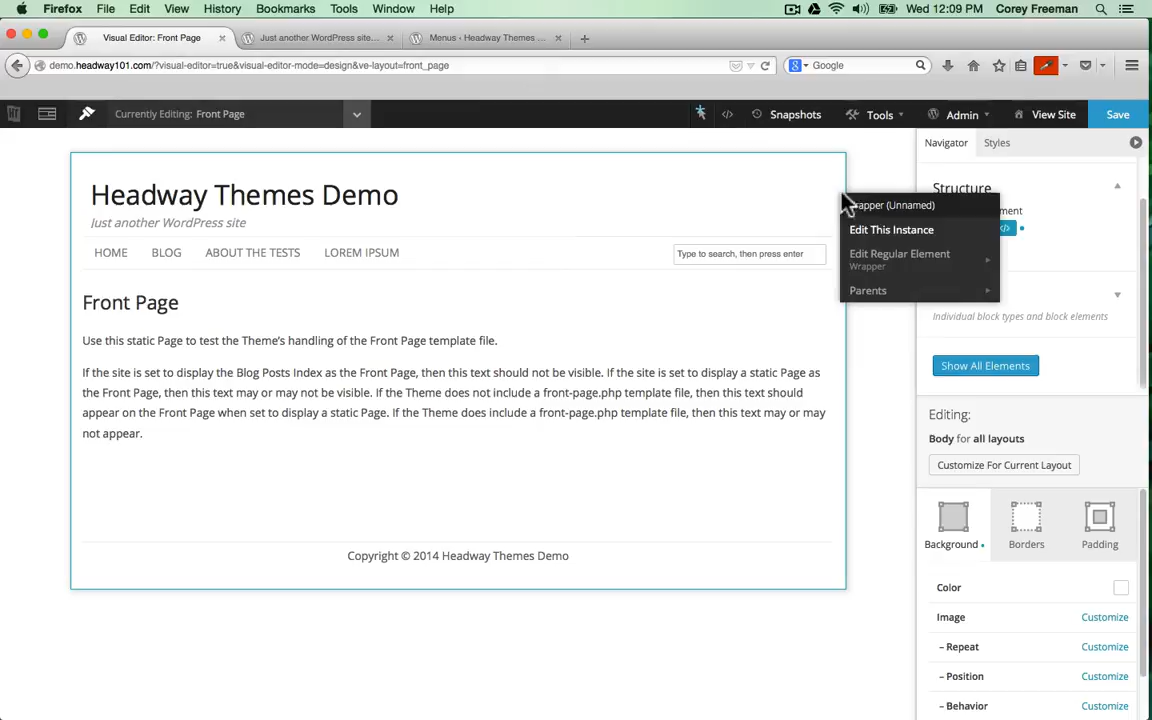 Firefox File Edit View History Bookmarks Tools Window Help Wed 12:09 PM Corey Freeman
Visual Editor: Front Page
Just another WordPress site...
Menus ‹ Headway Themes ...
demo.headway101.com/?visual-editor=true&visual-editor-mode=design&ve-layout=front_page
Google
Currently Editing: Front Page
Snapshots
Tools
Admin
View Site
Save
Navigator
Styles
Headway Themes Demo
Just another WordPress site
HOME BLOG ABOUT THE TESTS LOREM IPSUM
Type to search, then press enter
Front Page
Use this static Page to test the Theme's handling of the Front Page template file.
If the site is set to display the Blog Posts Index as the Front Page, then this text should not be visible. If the site is set to display a static Page as
the Front Page, then this text may or may not be visible. If the Theme does not include a front-page.php template file, then this text should
appear on the Front Page when set to display a static Page. If the Theme does include a front-page.php template file, then this text may or may
not appear.
Copyright © 2014 Headway Themes Demo
(Unnamed)
Edit This Instance
Edit Regular Element
Wrapper
Parents
Structure
Individual block types and block elements
Show All Elements
Editing:
Body for all layouts
Customize For Current Layout
Background
Borders
Padding
Color
Image Customize
– Repeat Customize
– Position Customize
– Behavior Customize